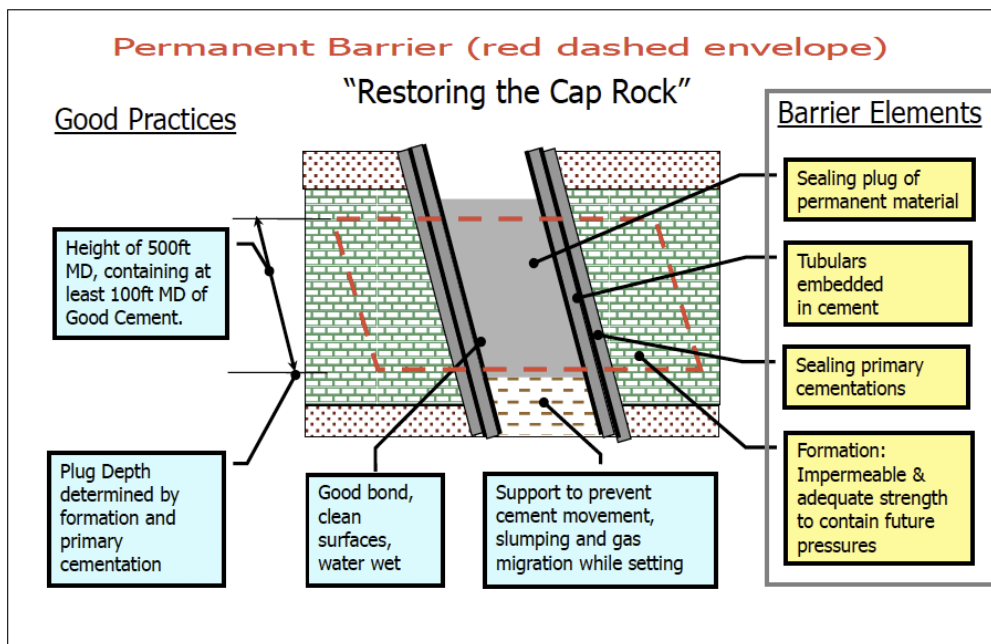 Permanent Barrier (red dashed envelope)
“Restoring the Cap Rock”
Good Practices
Height of 500ft
MD, containing at
least 100ft MD of
Good Cement.
Plug Depth
determined by
formation and
primary
cementation
Good bond,
clean
surfaces,
water wet
Support to prevent
cement movement,
slumping and gas
migration while setting
Barrier Elements
Sealing plug of
permanent material
Tubulars
embedded
in cement
Sealing primary
cementations
Formation:
Impermeable &
adequate strength
to contain future
pressures